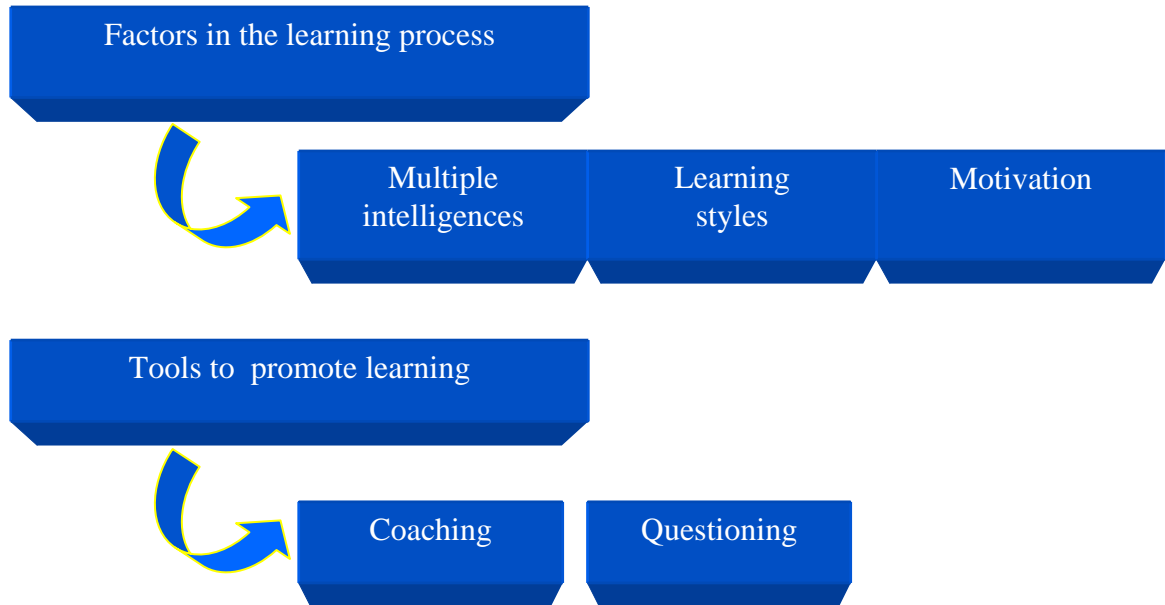 Factors in the learning process
Multiple
intelligences
Learning
styles
Motivation
Tools to  promote learning
Coaching
Questioning